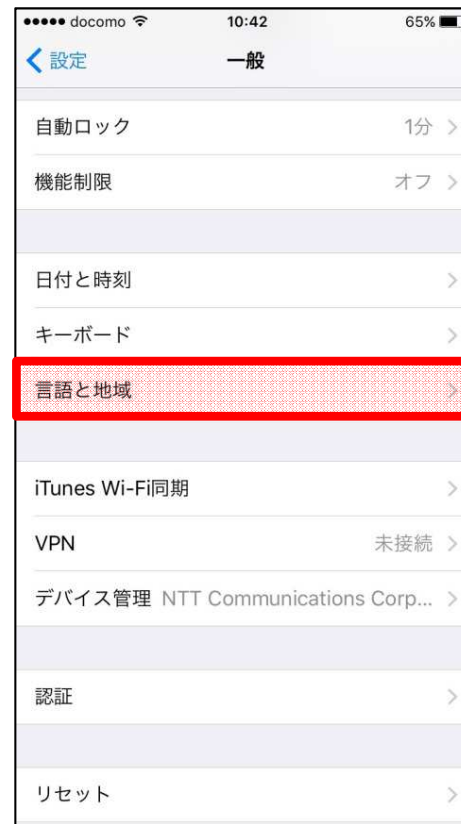 docomo 10:42 65%
設定 一般
自動ロック 1分
機能制限 オフ
日付と時刻
キーボード
言語と地域
iTunes Wi-Fi同期
VPN 未接続
デバイス管理 NTT Communications Corp...
認証
リセット